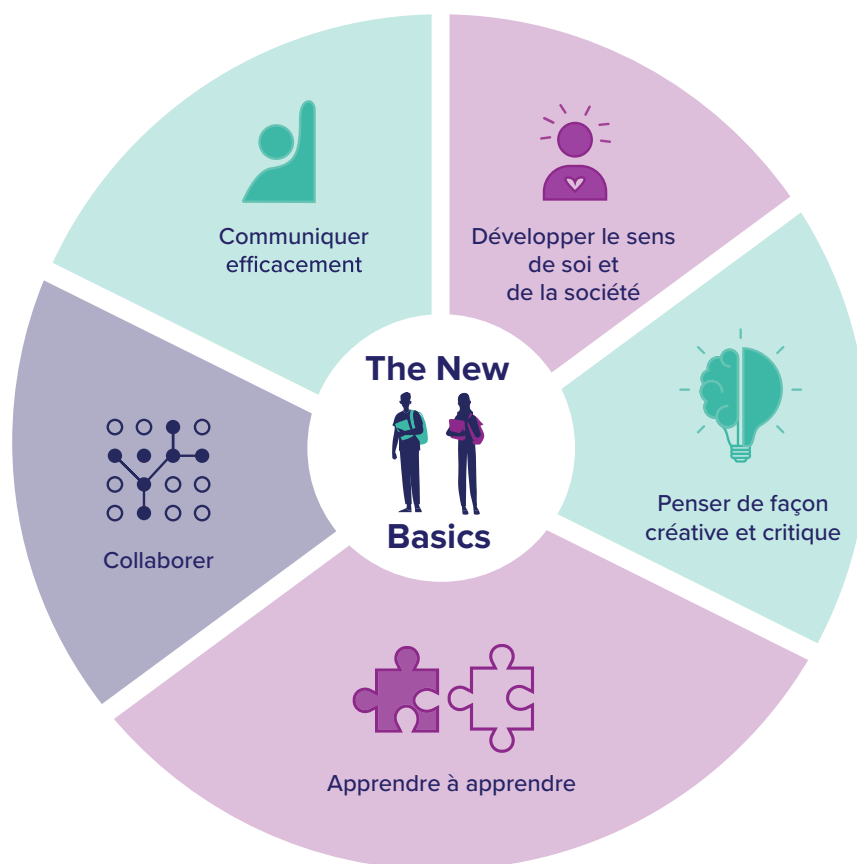 Communiquer
efficacement
Développer le sens
de soi et
de la société
The New
Basics
Penser de façon
créative et critique
Collaborer
Apprendre à apprendre